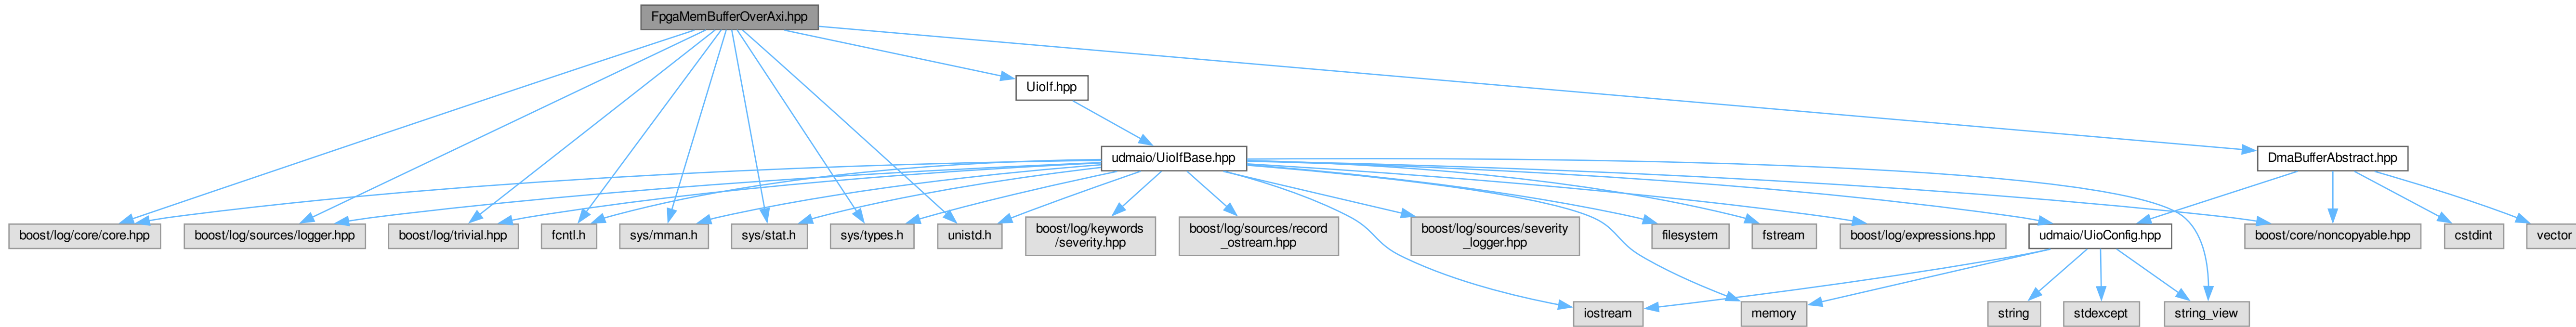 FpgaMemBufferOverAxi.hpp
UioIf.hpp
udmaio/UioIfBase.hpp
DmaBufferAbstract.hpp
boost/log/core/core.hpp
boost/log/sources/logger.hpp
boost/log/trivial.hpp
fcntl.h
sys/mman.h
sys/stat.h
sys/types.h
unistd.h
boost/log/keywords
/severity.hpp
boost/log/sources/record
_ostream.hpp
boost/log/sources/severity
_logger.hpp
filesystem
fstream
boost/log/expressions.hpp
udmaio/UioConfig.hpp
boost/core/noncopyable.hpp
cstdint
vector
iostream
memory
string
stdexcept
string_view